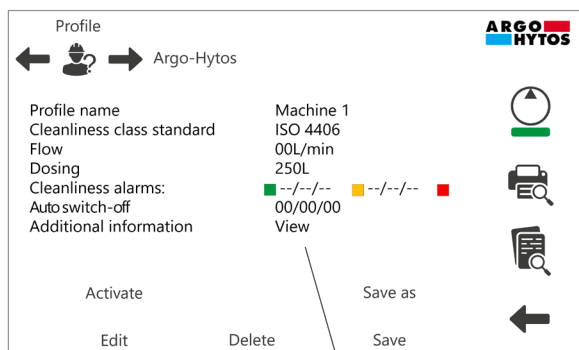 Profile
ARGO
HYTOS
?
Argo-Hytos
Profile name Machine 1
Cleanliness class standard ISO 4406
Flow 00L/min
Dosing 250L
Cleanliness alarms: --/--/-- --/--/--
Auto switch-off 00/00/00
Additional information View
Activate Save as
Edit Delete Save